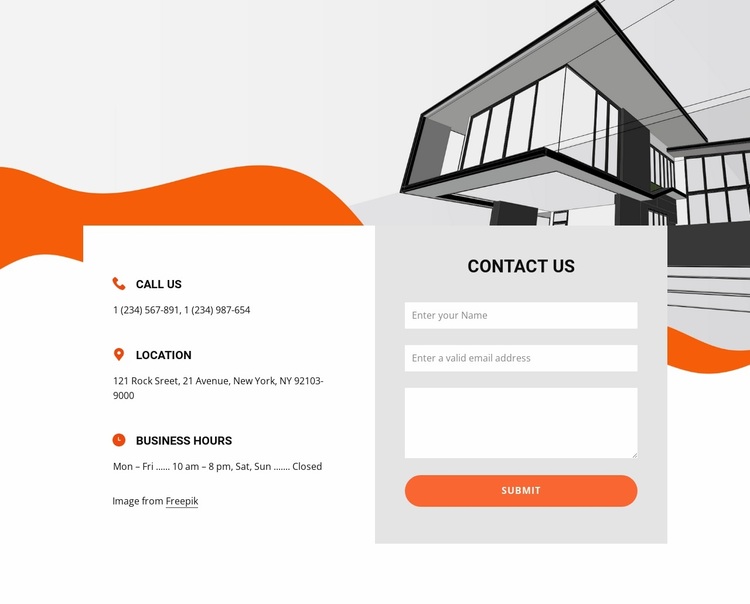 CALL US
1 (234) 567-891, 1 (234) 987-654
LOCATION
121 Rock Sreet, 21 Avenue, New York, NY 92103-
9000
BUSINESS HOURS
Mon – Fri ...... 10 am – 8 pm, Sat, Sun ....... Closed
Image from Freepik
CONTACT US
Enter your Name
Enter a valid email address
SUBMIT